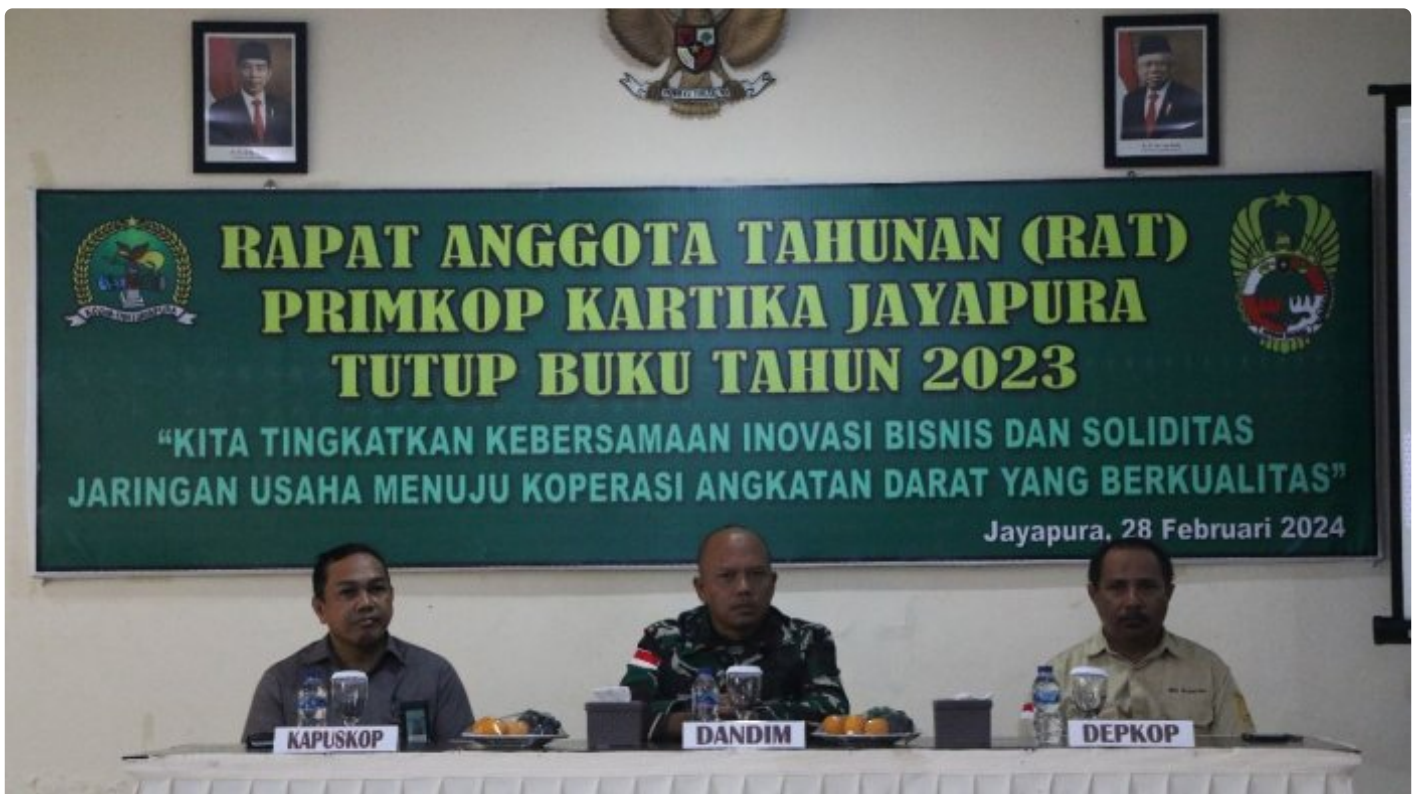 RAPAT ANGGOTA TAHUNAN (RAT)
PRIMKOP KARTIKA JAYAPURA
TUTUP BUKU TAHUN 2023
“KITA TINGKATKAN KEBERSAMAAN INOVASI BISNIS DAN SOLIDITAS
JARINGAN USAHA MENUJU KOPERASI ANGKATAN DARAT YANG BERKUALITAS”
Jayapura, 28 Februari 2024
KAPUSKOP
DANDIM
DEPKOP